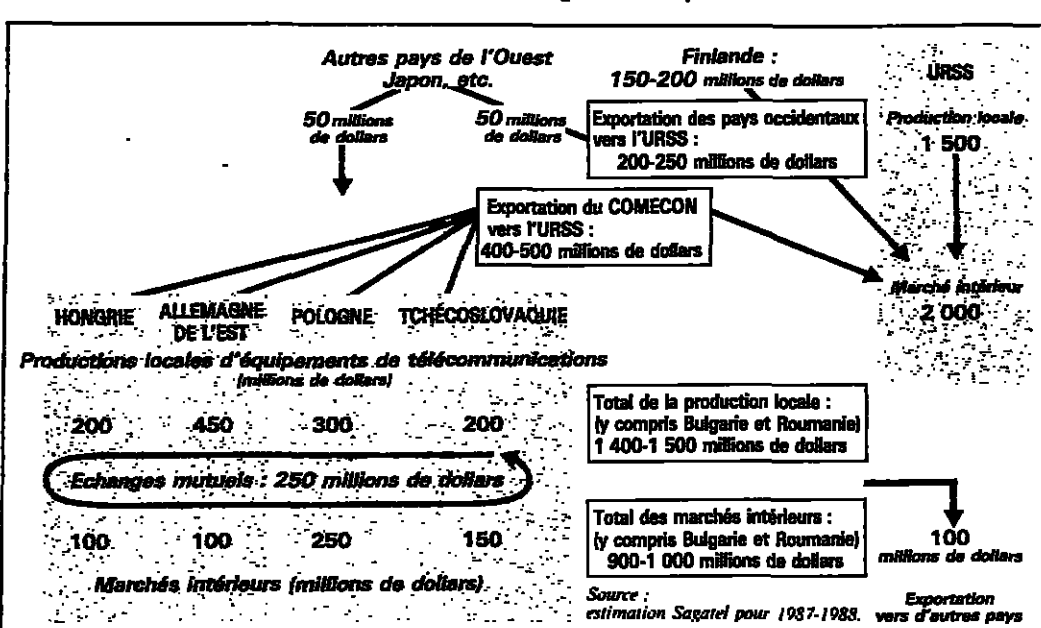 Autres pays de l'Ouest
Japon, etc.
50 millions
de dollars
50 millions
de dollars
Finlande :
150-200 millions de dollars
Exportation des pays occidentaux
vers l'URSS :
200-250 millions de dollars
URSS
Production locale
1 500
Exportation du COMECON
vers l'URSS :
400-500 millions de dollars
Marché intérieur
2 000
HONGRIE
ALLEMAGNE
DE L'EST
POLOGNE
TCHÉCOSLOVAQUIE
Productions locales d'équipements de télécommunications
(millions de dollars)
200 450 300 200
Total de la production locale :
(y compris Bulgarie et Roumanie)
1 400-1 500 millions de dollars
Echanges mutuels : 250 millions de dollars
100 100 250 150
Marchés intérieurs (millions de dollars)
Total des marchés intérieurs :
(y compris Bulgarie et Roumanie)
900-1 000 millions de dollars
100
millions de dollars
Source :
estimation Sagatel pour 1987-1988.
Exportation
vers d'autres pays